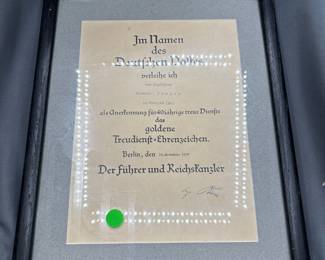 Im Namen
des
Deutschen Volkes
verleihe ich
als Anerkennung für 40jährige treue Dienste
das
goldene
Treudienst-Ehrenzeichen.
Berlin, den
Der Führer und Reichskanzler